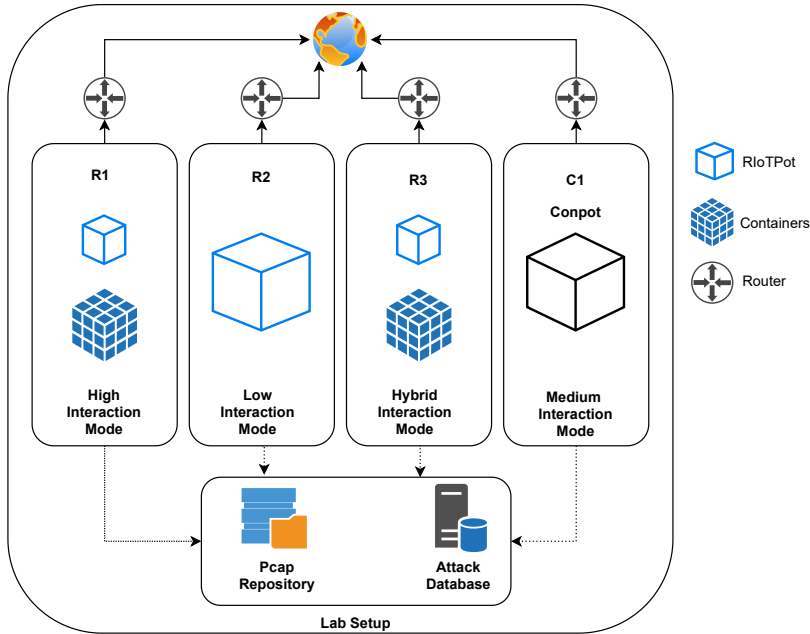 R1
R2
R3
C1
Conpot
High
Interaction
Mode
Low
Interaction
Mode
Hybrid
Interaction
Mode
Medium
Interaction
Mode
Pcap
Repository
Attack
Database
Lab Setup
RIoTPot
Containers
Router